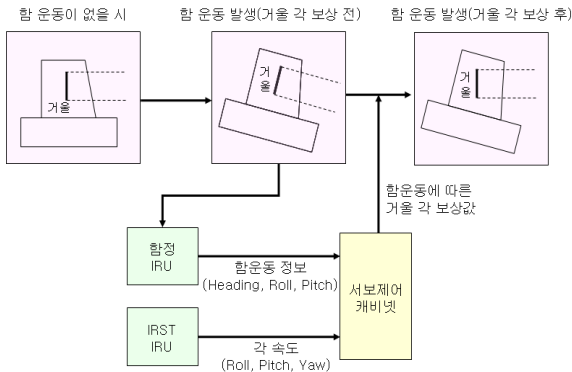 함 운동이 없을 시
함 운동 발생(거울 각 보상 전)
함 운동 발생(거울 각 보상 후)
거울
거
울
거
울
함운동에 따른
거울 각 보상값
함정
IRU
함운동 정보
(Heading, Roll, Pitch)
서보제어
캐비넷
IRST
IRU
각 속도
(Roll, Pitch, Yaw)